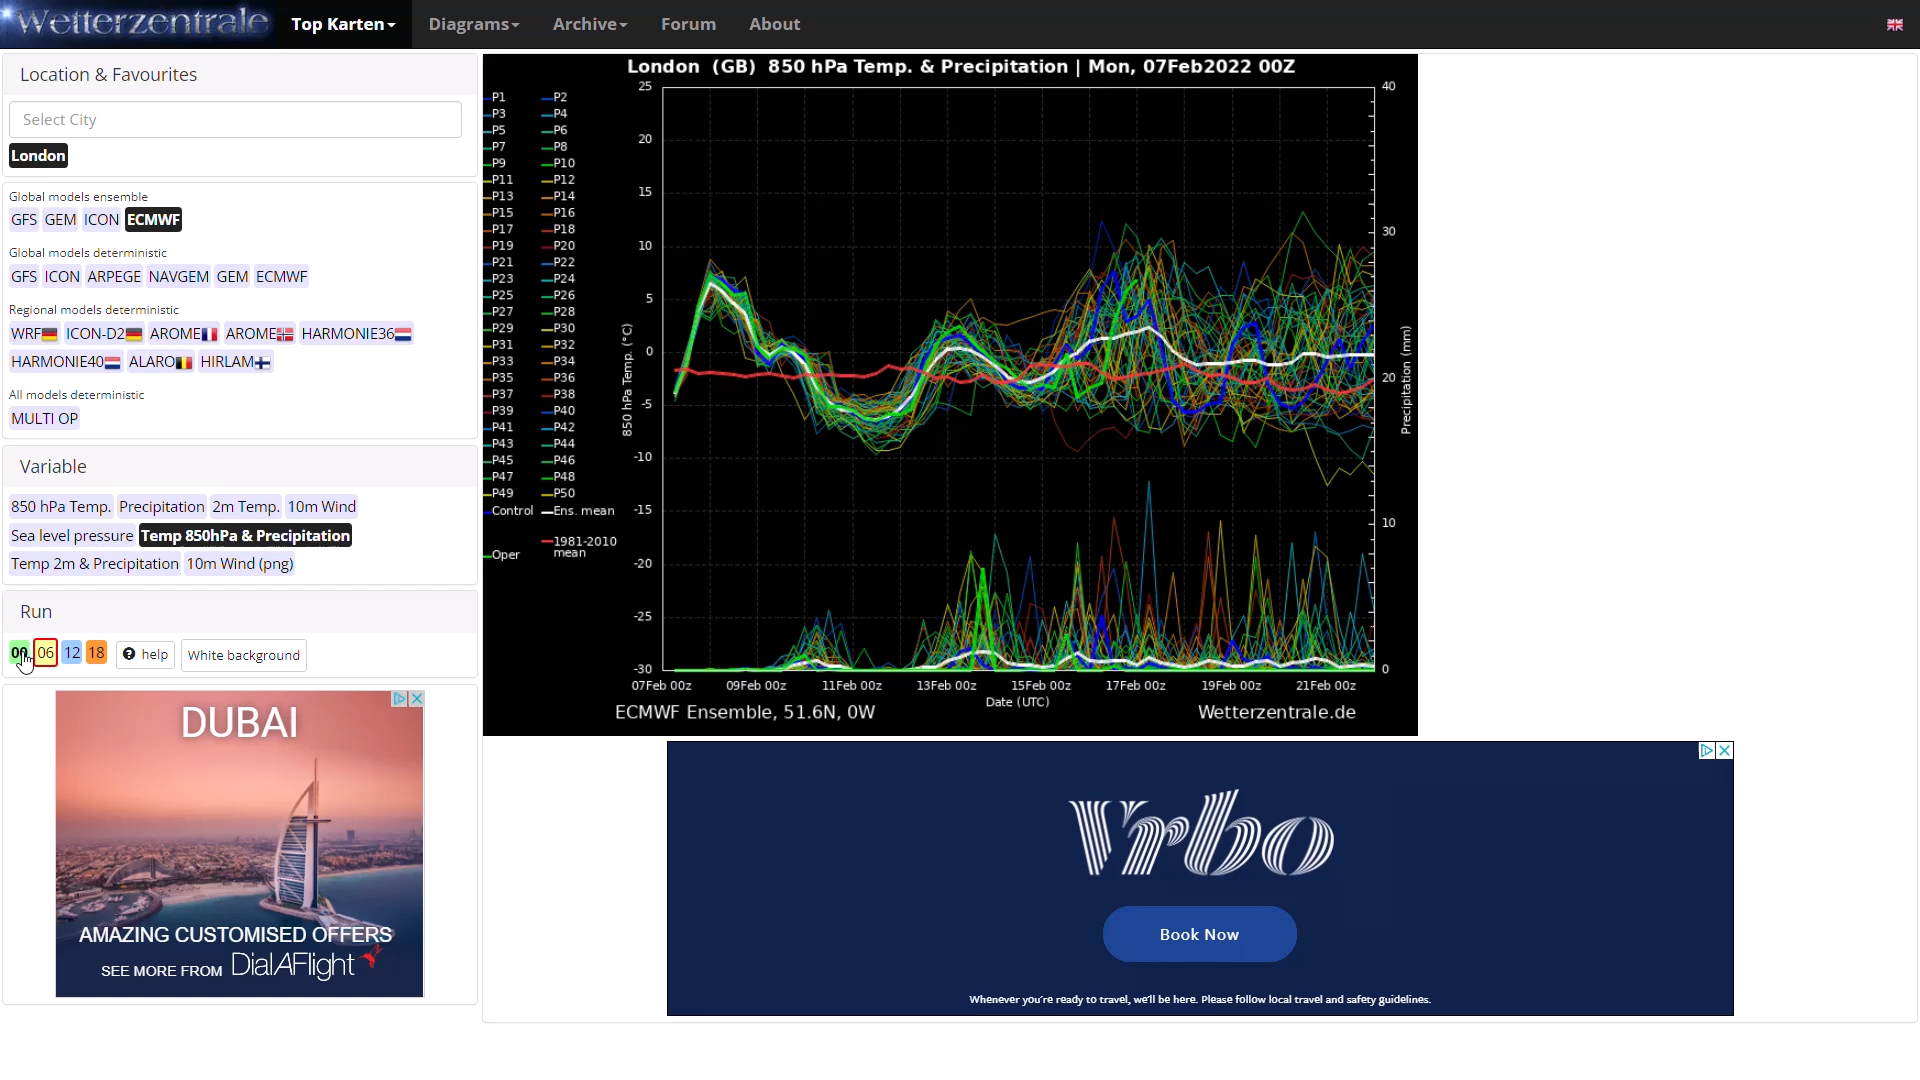 Wetterzentrale Top Karten Diagrams Archive Forum About
Location & Favourites
Select City
London
Global models ensemble
GFS GEM ICON ECMWF
Global models deterministic
GFS ICON ARPEGE NAVGEM GEM ECMWF
Regional models deterministic
WRF ICON-D2 AROME AROME HARMONIE36
HARMONIE40 ALARO HIRLAM
All models deterministic
MULTI OP
Variable
850 hPa Temp. Precipitation 2m Temp. 10m Wind
Sea level pressure Temp 850hPa & Precipitation
Temp 2m & Precipitation 10m Wind (png)
Run
00 06 12 18 help White background
DUBAI
AMAZING CUSTOMISED OFFERS
SEE MORE FROM DialAFlight
London (GB) 850 hPa Temp. & Precipitation | Mon, 07Feb2022 00Z
P1 P2
P3 P4
P5 P6
P7 P8
P9 P10
P11 P12
P13 P14
P15 P16
P17 P18
P19 P20
P21 P22
P23 P24
P25 P26
P27 P28
P29 P30
P31 P32
P33 P34
P35 P36
P37 P38
P39 P40
P41 P42
P43 P44
P45 P46
P47 P48
P49 P50
Control Ens. mean
Oper 1981-2010
mean
850 hPa Temp. (°C)
25
20
15
10
5
0
-5
-10
-15
-20
-25
-30
40
30
20
10
0
Precipitation (mm)
07Feb 00z 09Feb 00z 11Feb 00z 13Feb 00z 15Feb 00z 17Feb 00z 19Feb 00z 21Feb 00z
Date (UTC)
ECMWF Ensemble, 51.6N, 0W Wetterzentrale.de
Vrbo
Book Now
Whenever you're ready to travel, we'll be here. Please follow local travel and safety guidelines.